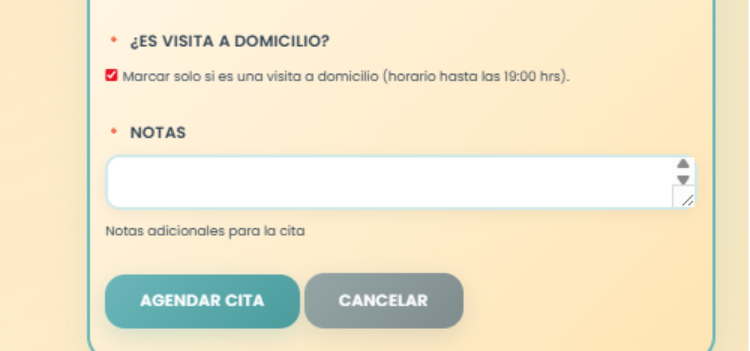 • ¿ES VISITA A DOMICILIO?
Marcar solo si es una visita a domicilio (horario hasta las 19:00 hrs).
• NOTAS
Notas adicionales para la cita
AGENDAR CITA CANCELAR